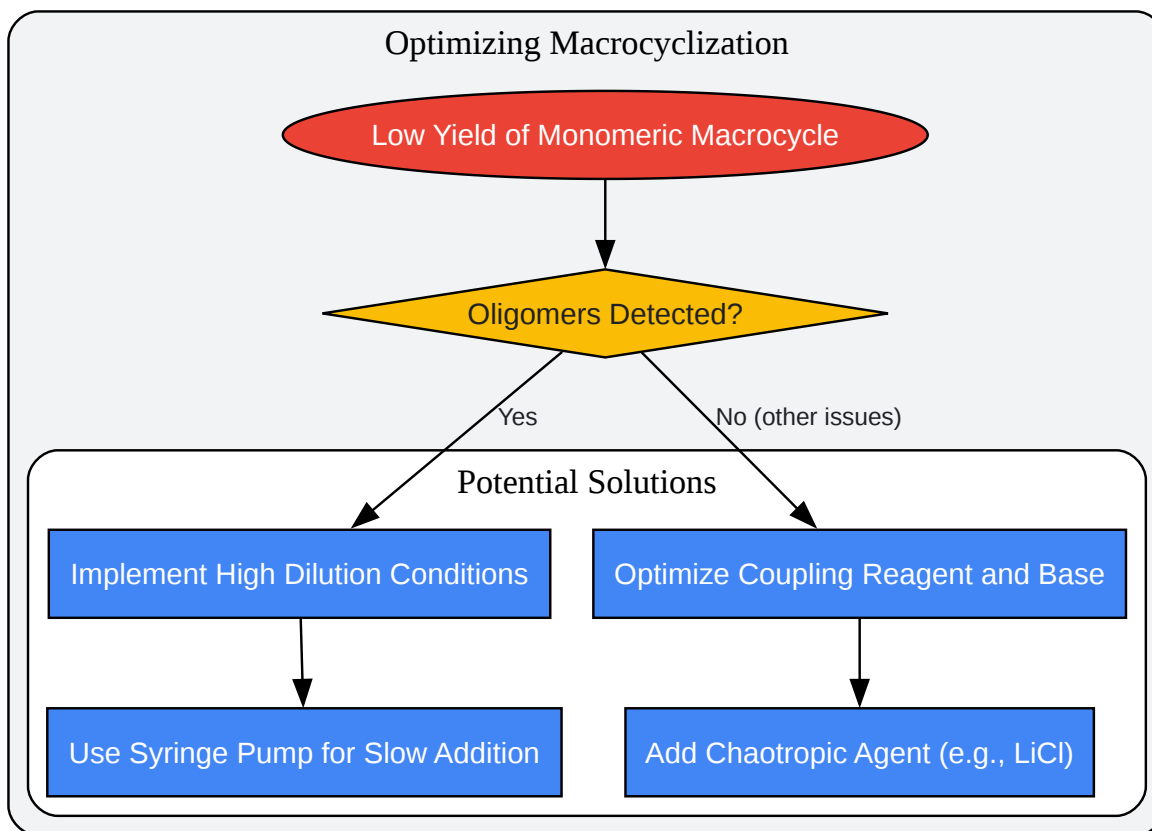 Optimizing Macrocyclization
Low Yield of Monomeric Macrocycle
Oligomers Detected?
Yes
No (other issues)
Potential Solutions
Implement High Dilution Conditions
Optimize Coupling Reagent and Base
Use Syringe Pump for Slow Addition
Add Chaotropic Agent (e.g., LiCl)